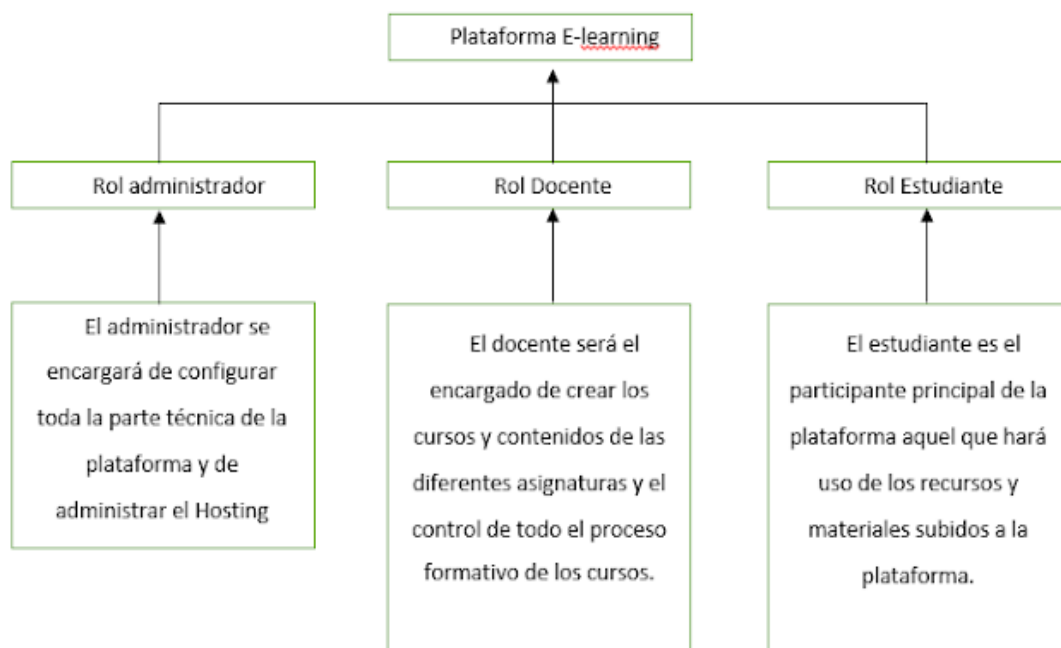 Plataforma E-learning
Rol administrador
Rol Docente
Rol Estudiante
El administrador se
encargará de configurar
toda la parte técnica de la
plataforma y de
administrar el Hosting
El docente será el
encargado de crear los
cursos y contenidos de las
diferentes asignaturas y el
control de todo el proceso
formativo de los cursos.
El estudiante es el
participante principal de la
plataforma aquel que hará
uso de los recursos y
materiales subidos a la
plataforma.